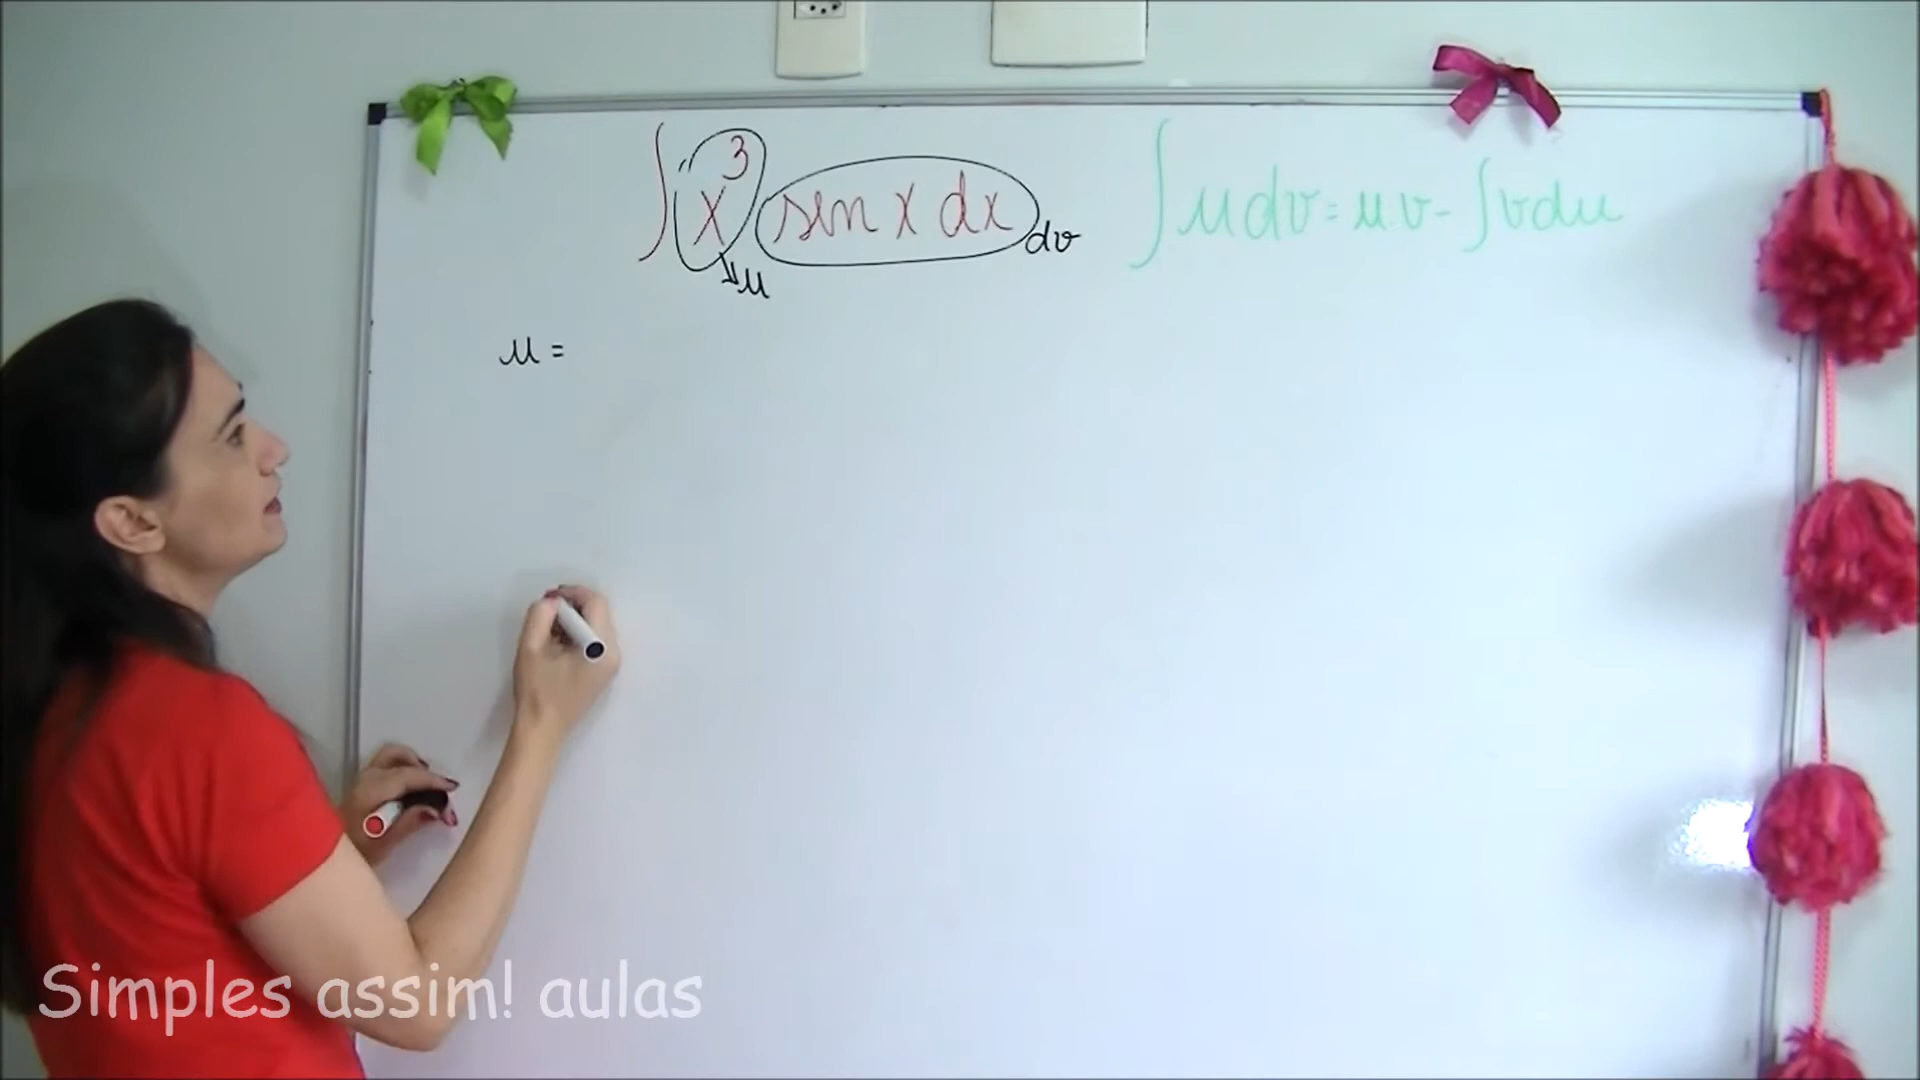 ∫ x³ sen x dx dv ∫ u dv = uv - ∫ v du
u
u =
Simples assim! aulas